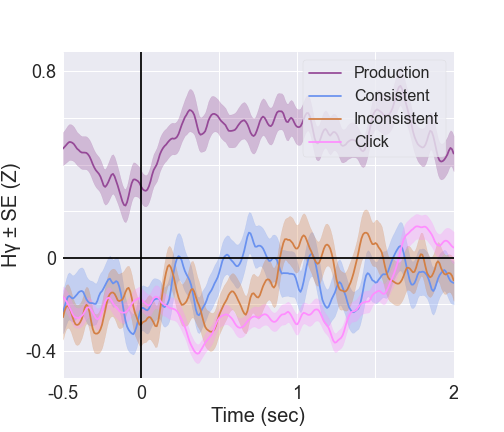 Production
Consistent
Inconsistent
Click
Hγ ± SE (Z)
0.8
0
-0.4
-0.5
0
1
2
Time (sec)